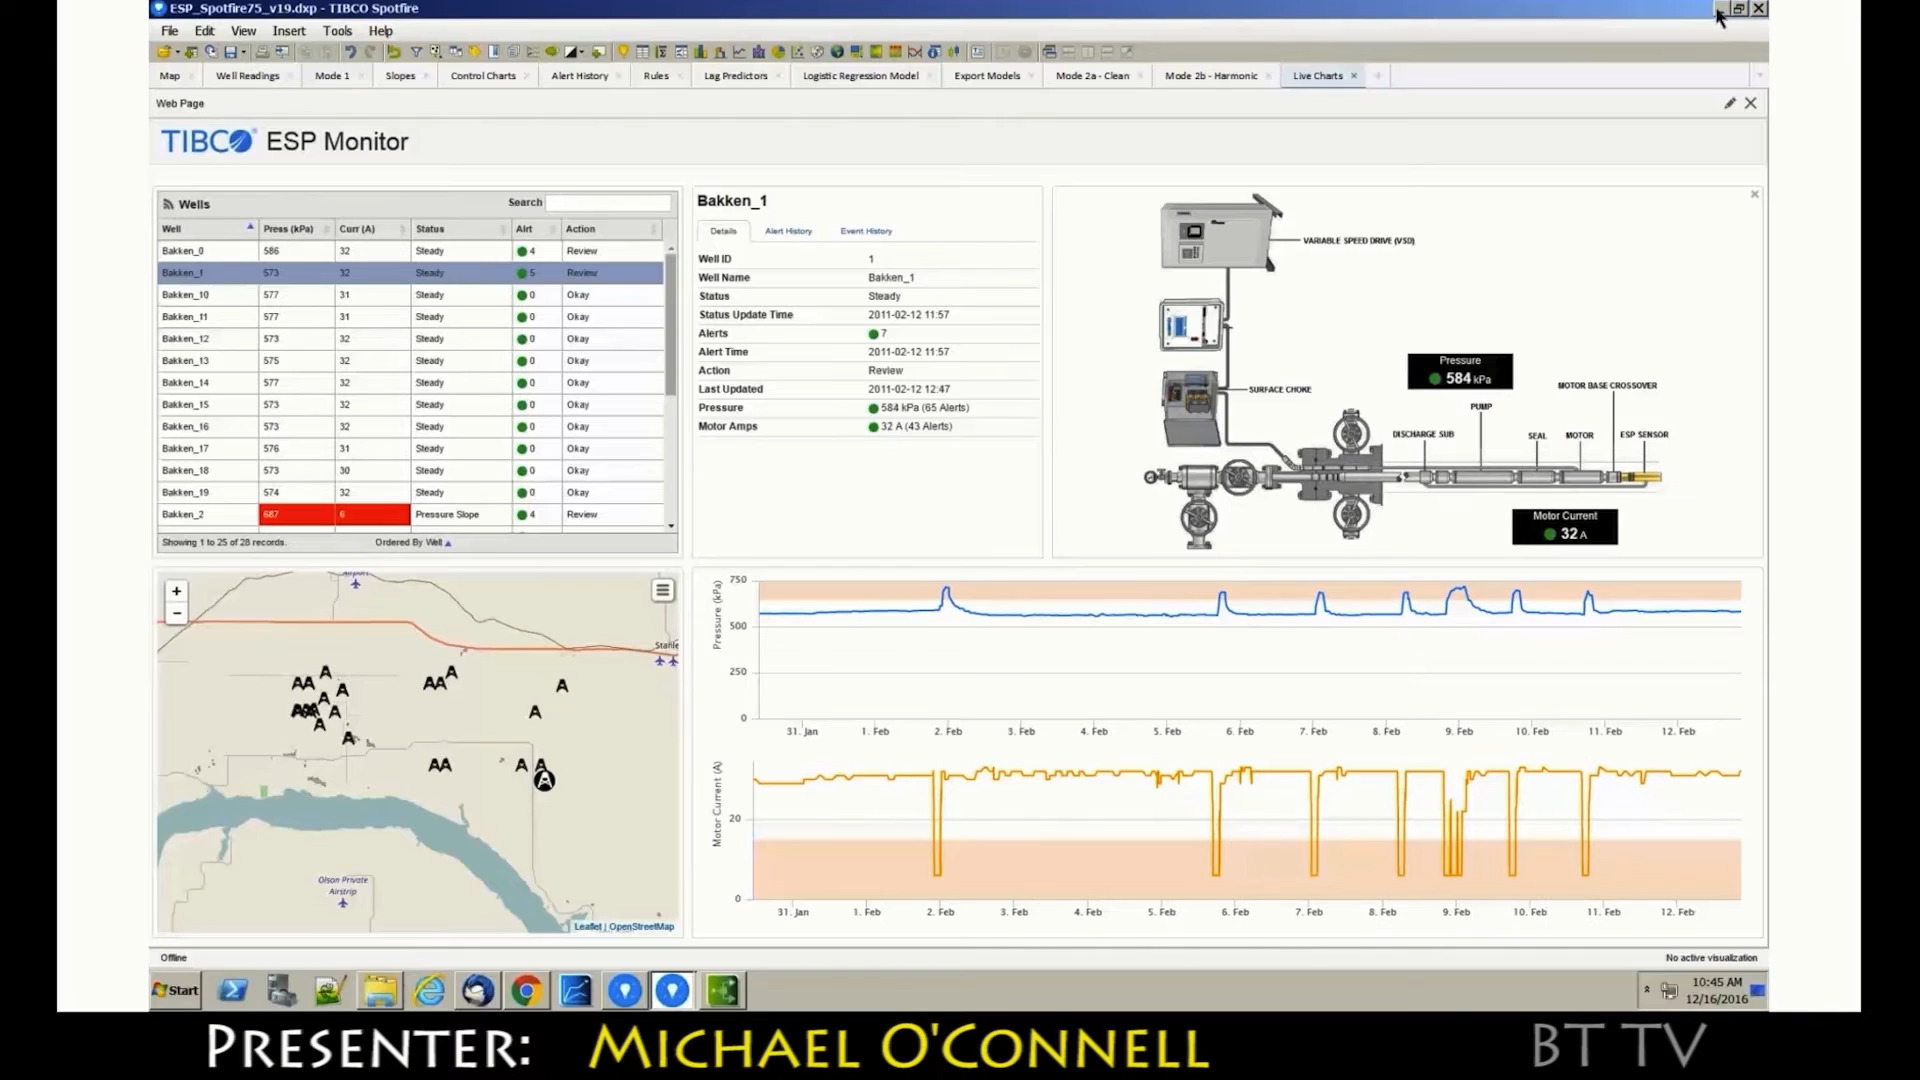 ESP_Spotfire75_v19.dxp - TIBCO Spotfire
File Edit View Insert Tools Help
Map Well Readings Mode 1 Slopes Control Charts Alert History Rules Lag Predictors Logistic Regression Model Export Models Mode 2a - Clean Mode 2b - Harmonic Live Charts
Web Page
TIBCO ESP Monitor
Wells Search
Well Press (kPa) Curr (A) Status Alrt Action
Bakken_0 586 32 Steady 4 Review
Bakken_1 573 32 Steady 5 Review
Bakken_10 577 31 Steady 0 Okay
Bakken_11 577 31 Steady 0 Okay
Bakken_12 573 32 Steady 0 Okay
Bakken_13 575 32 Steady 0 Okay
Bakken_14 577 32 Steady 0 Okay
Bakken_15 573 32 Steady 0 Okay
Bakken_16 573 32 Steady 0 Okay
Bakken_17 576 31 Steady 0 Okay
Bakken_18 573 30 Steady 0 Okay
Bakken_19 574 32 Steady 0 Okay
Bakken_2 687 6 Pressure Slope 4 Review
Showing 1 to 25 of 28 records. Ordered By Well
Bakken_1
Details Alert History Event History
Well ID 1
Well Name Bakken_1
Status Steady
Status Update Time 2011-02-12 11:57
Alerts 7
Alert Time 2011-02-12 11:57
Action Review
Last Updated 2011-02-12 12:47
Pressure 584 kPa (65 Alerts)
Motor Amps 32 A (43 Alerts)
VARIABLE SPEED DRIVE (VSD)
SURFACE CHOKE
Pressure
584 kPa
MOTOR BASE CROSSOVER
PUMP
DISCHARGE SUB SEAL MOTOR ESP SENSOR
Motor Current
32 A
+
−
Airport
Stanle
Olson Private
Airstrip
Leaflet | OpenStreetMap
Pressure (kPa)
750
500
250
0
31. Jan 1. Feb 2. Feb 3. Feb 4. Feb 5. Feb 6. Feb 7. Feb 8. Feb 9. Feb 10. Feb 11. Feb 12. Feb
Motor Current (A)
20
0
31. Jan 1. Feb 2. Feb 3. Feb 4. Feb 5. Feb 6. Feb 7. Feb 8. Feb 9. Feb 10. Feb 11. Feb 12. Feb
Offline No active visualization
Start
10:45 AM
12/16/2016
PRESENTER: MICHAEL O'CONNELL BT TV